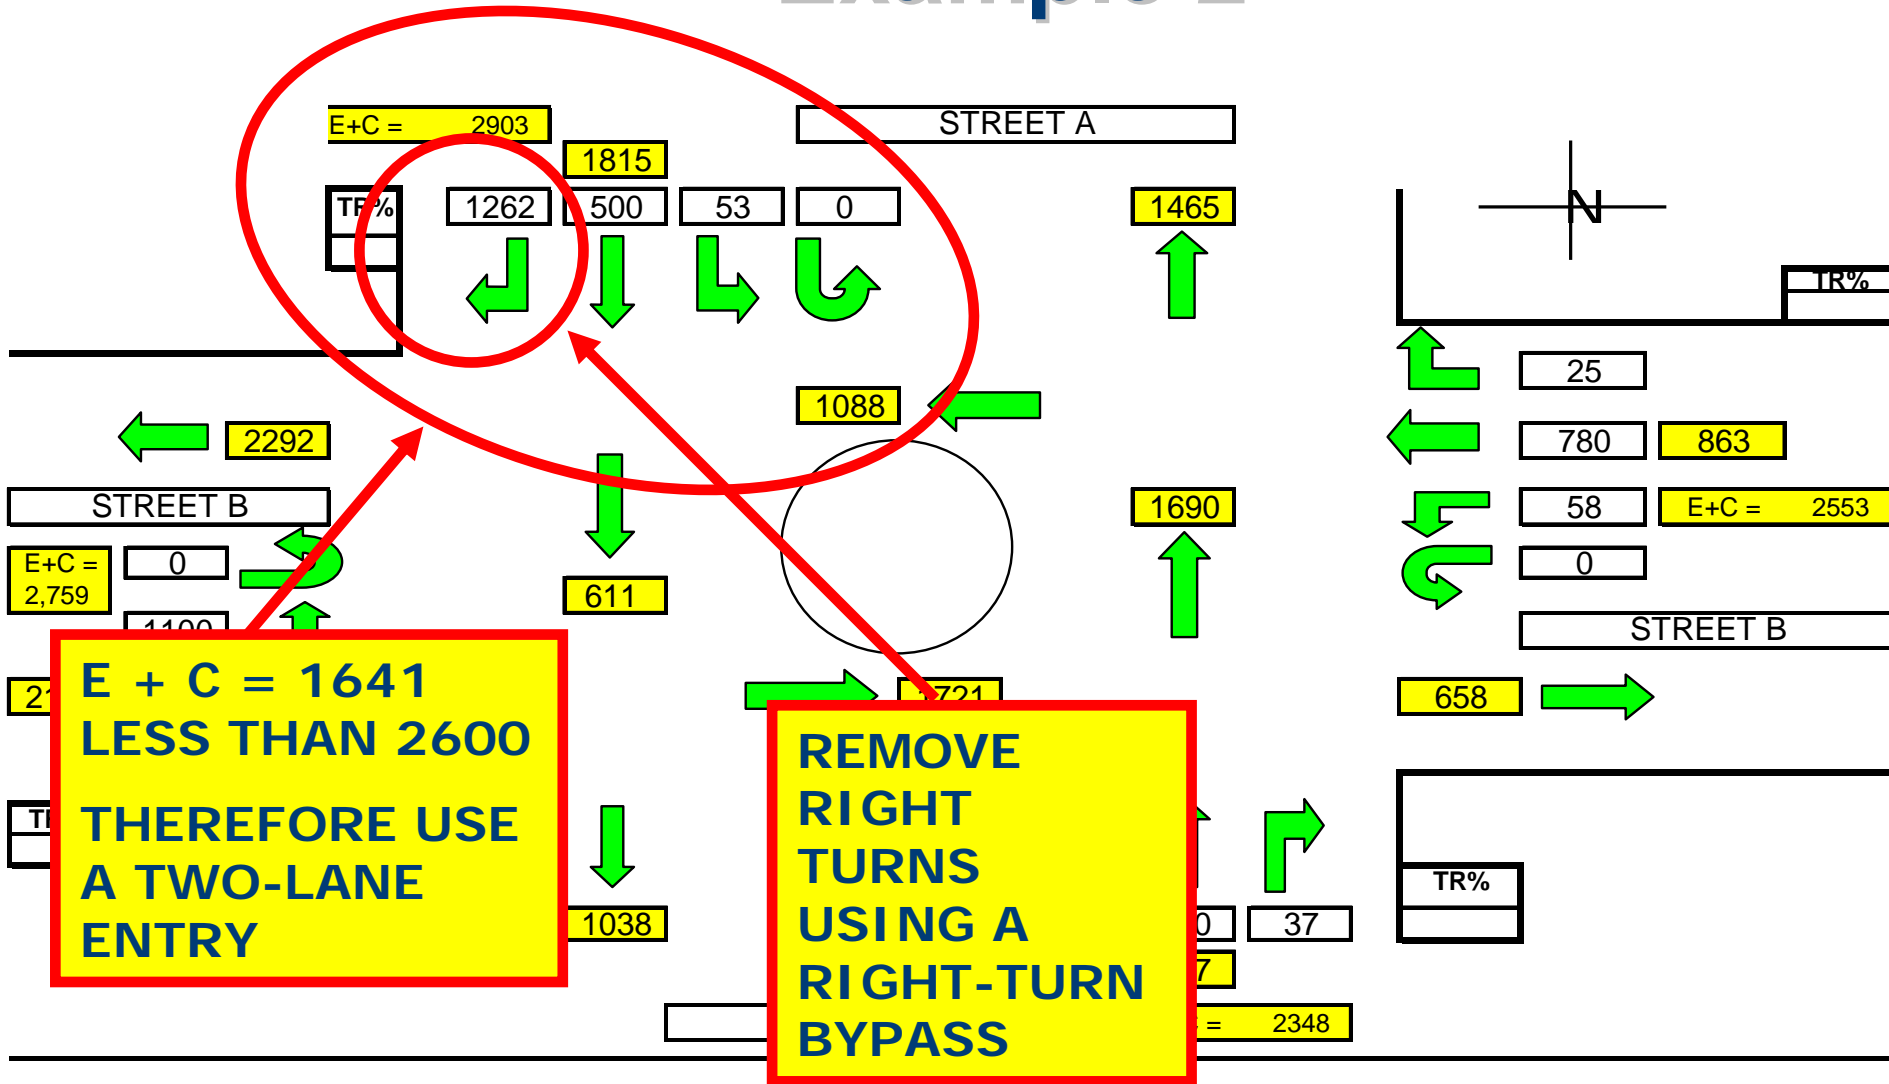 E+C = 2903
STREET A
1815
TR%
1262 500 53 0
1465
N
TR%
25
1088
2292
780 863
STREET B
1690
58 E+C = 2553
E+C =
2,759
0
0
611
1100
STREET B
E + C = 1641
LESS THAN 2600
THEREFORE USE
A TWO-LANE
ENTRY
658
REMOVE
RIGHT
TURNS
USING A
RIGHT-TURN
BYPASS
TR%
1038
37
= 2348